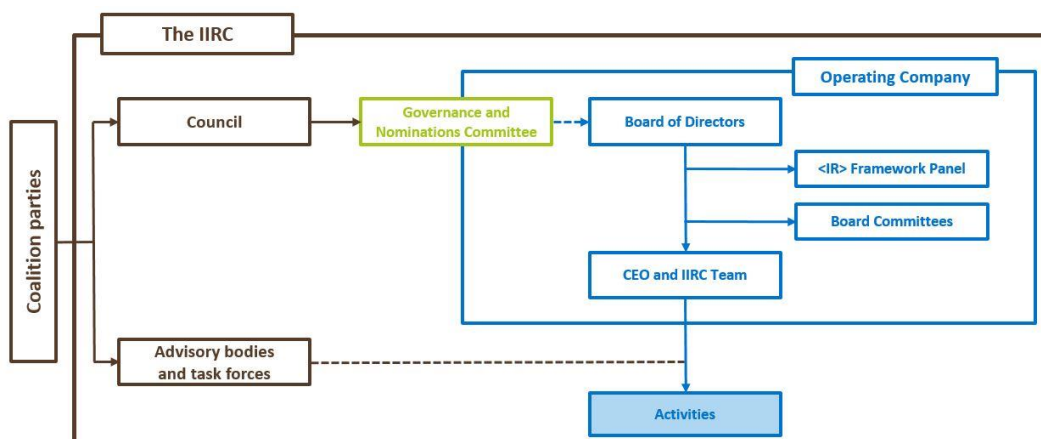 The IIRC
Operating Company
Coalition parties
Council
Governance and
Nominations Committee
Board of Directors
<IR> Framework Panel
Board Committees
CEO and IIRC Team
Advisory bodies
and task forces
Activities